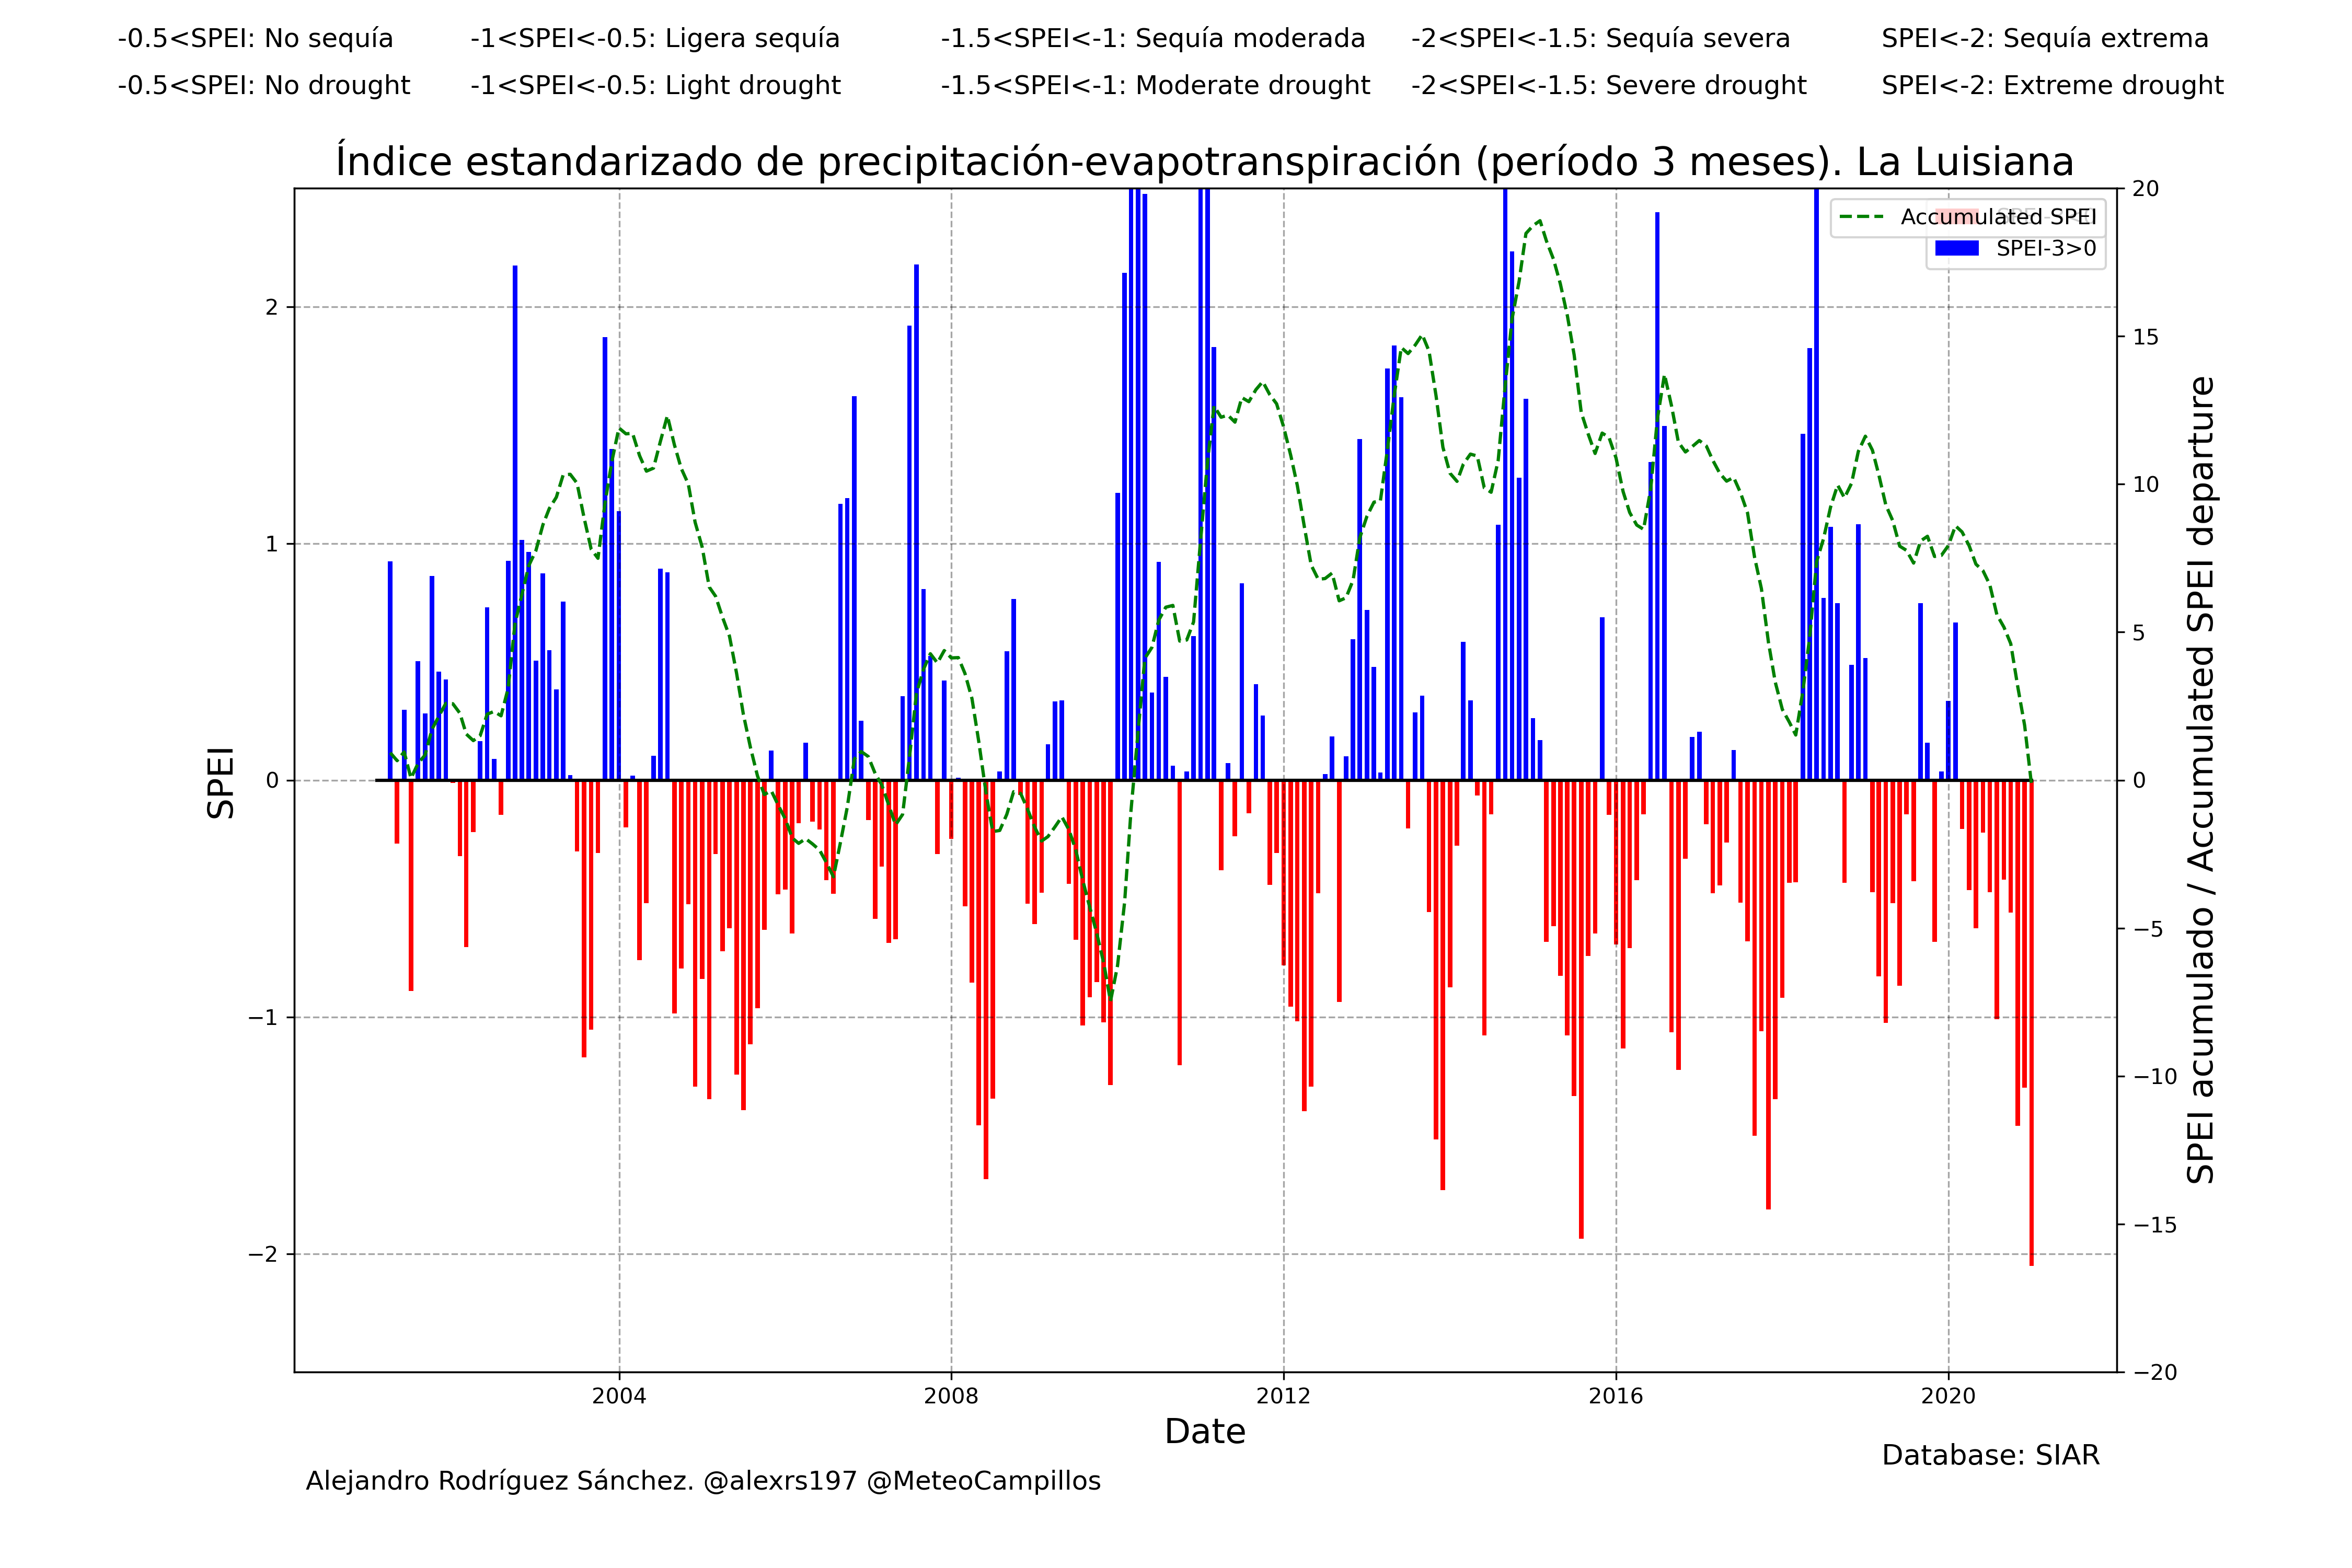 -0.5<SPEI: No sequía -1<SPEI<-0.5: Ligera sequía -1.5<SPEI<-1: Sequía moderada -2<SPEI<-1.5: Sequía severa SPEI<-2: Sequía extrema
-0.5<SPEI: No drought -1<SPEI<-0.5: Light drought -1.5<SPEI<-1: Moderate drought -2<SPEI<-1.5: Severe drought SPEI<-2: Extreme drought
Índice estandarizado de precipitación-evapotranspiración (período 3 meses). La Luisiana
Accumulated SPEI
SPEI-3>0
SPEI
2
1
0
−1
−2
20
15
10
5
0
−5
−10
−15
−20
SPEI acumulado / Accumulated SPEI departure
2004 2008 2012 2016 2020
Date
Database: SIAR
Alejandro Rodríguez Sánchez. @alexrs197 @MeteoCampillos